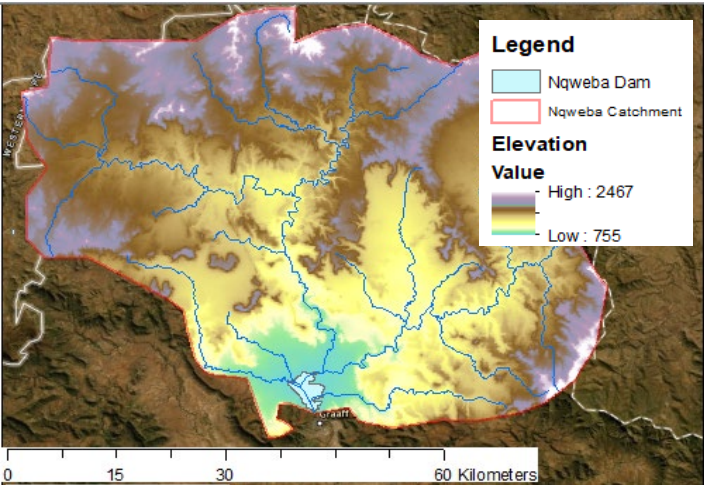 Legend
Nqweba Dam
Nqweba Catchment
Elevation
Value
High : 2467
Low : 755
WESTERN
Graaff
0 15 30 60 Kilometers